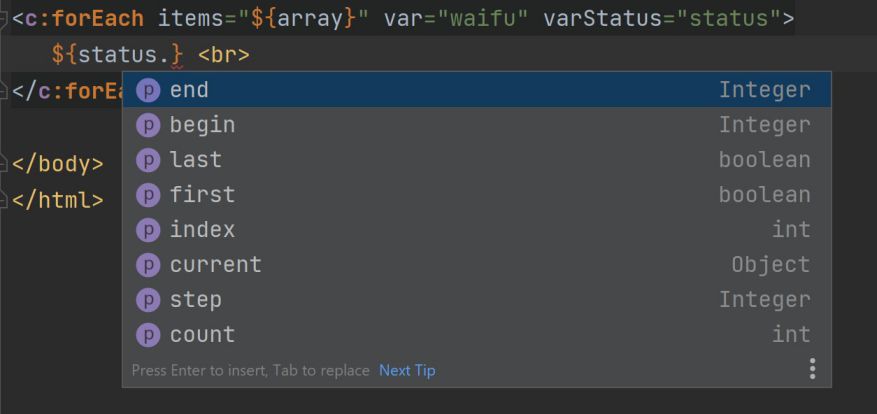 <c:forEach items="${array}" var="waifu" varStatus="status">
${status.} <br>
</c:forEa
p end Integer
p begin Integer
p last boolean
p first boolean
p index int
p current Object
p step Integer
p count int
Press Enter to insert, Tab to replace Next Tip
</body>
</html>